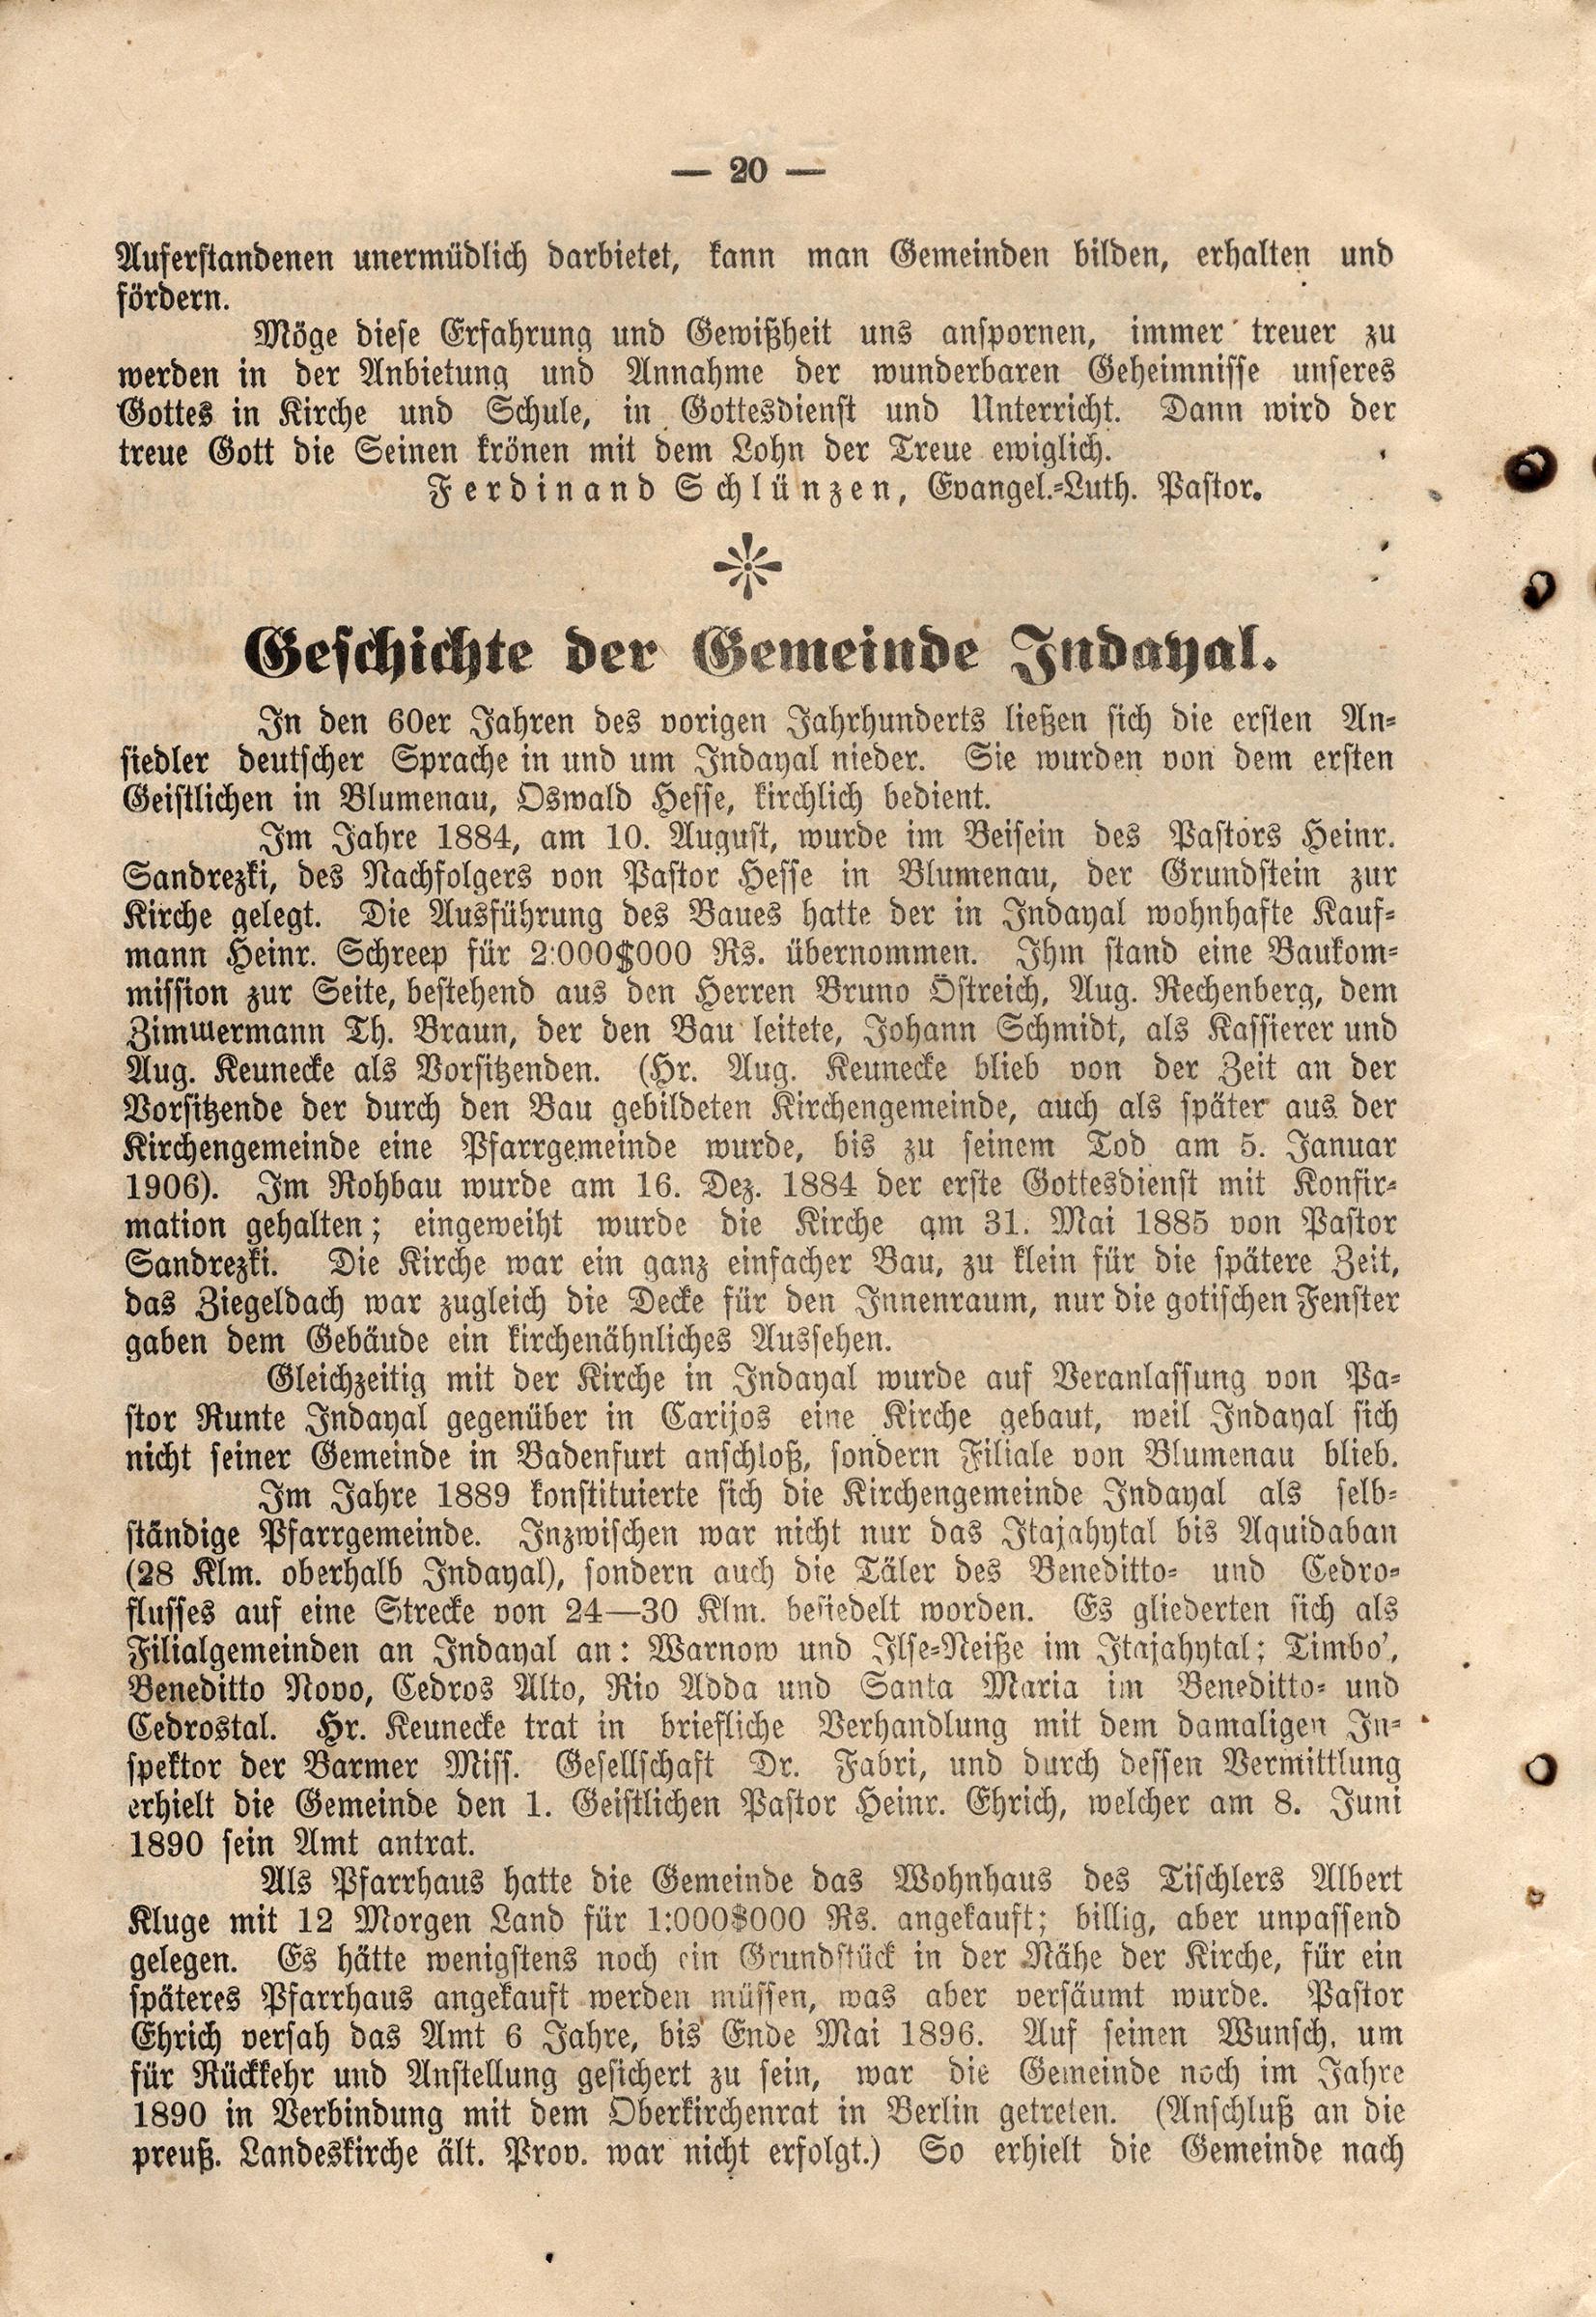 — 20 —
Auferstandenen unermüdlich darbietet, kann man Gemeinden bilden, erhalten und
fördern.
Möge diese Erfahrung und Gewißheit uns anspornen, immer treuer zu
werden in der Anbietung und Annahme der wunderbaren Geheimnisse unseres
Gottes in Kirche und Schule, in Gottesdienst und Unterricht. Dann wird der
treue Gott die Seinen krönen mit dem Lohn der Treue ewiglich.
Ferdinand Schlünzen, Evangel.-Luth. Pastor.
Geschichte der Gemeinde Indayal.
In den 60er Jahren des vorigen Jahrhunderts ließen sich die ersten An-
siedler deutscher Sprache in und um Indayal nieder. Sie wurden von dem ersten
Geistlichen in Blumenau, Oswald Hesse, kirchlich bedient.
Im Jahre 1884, am 10. August, wurde im Beisein des Pastors Heinr.
Sandrezki, des Nachfolgers von Pastor Hesse in Blumenau, der Grundstein zur
Kirche gelegt. Die Ausführung des Baues hatte der in Indayal wohnhafte Kauf-
mann Heinr. Schreep für 2:000$000 Rs. übernommen. Ihm stand eine Baukom-
mission zur Seite, bestehend aus den Herren Bruno Östreich, Aug. Rechenberg, dem
Zimmermann Th. Braun, der den Bau leitete, Johann Schmidt, als Kassierer und
Aug. Keunecke als Vorsitzenden. (Hr. Aug. Keunecke blieb von der Zeit an der
Vorsitzende der durch den Bau gebildeten Kirchengemeinde, auch als später aus der
Kirchengemeinde eine Pfarrgemeinde wurde, bis zu seinem Tod am 5. Januar
1906). Im Rohbau wurde am 16. Dez. 1884 der erste Gottesdienst mit Konfir-
mation gehalten; eingeweiht wurde die Kirche am 31. Mai 1885 von Pastor
Sandrezki. Die Kirche war ein ganz einfacher Bau, zu klein für die spätere Zeit,
das Ziegeldach war zugleich die Decke für den Innenraum, nur die gotischen Fenster
gaben dem Gebäude ein kirchenähnliches Aussehen.
Gleichzeitig mit der Kirche in Indayal wurde auf Veranlassung von Pa-
stor Runte Indayal gegenüber in Carijos eine Kirche gebaut, weil Indayal sich
nicht seiner Gemeinde in Badenfurt anschloß, sondern Filiale von Blumenau blieb.
Im Jahre 1889 konstituierte sich die Kirchengemeinde Indayal als selb-
ständige Pfarrgemeinde. Inzwischen war nicht nur das Itajahytal bis Aquidaban
(28 Klm. oberhalb Indayal), sondern auch die Täler des Beneditto- und Cedro-
flusses auf eine Strecke von 24—30 Klm. besiedelt worden. Es gliederten sich als
Filialgemeinden an Indayal an: Warnow und Ilse-Neiße im Itajahytal; Timbo',
Beneditto Novo, Cedros Alto, Rio Adda und Santa Maria im Beneditto- und
Cedrostal. Hr. Keunecke trat in briefliche Verhandlung mit dem damaligen In-
spektor der Barmer Miss. Gesellschaft Dr. Fabri, und durch dessen Vermittlung
erhielt die Gemeinde den 1. Geistlichen Pastor Heinr. Ehrich, welcher am 8. Juni
1890 sein Amt antrat.
Als Pfarrhaus hatte die Gemeinde das Wohnhaus des Tischlers Albert
Kluge mit 12 Morgen Land für 1:000$000 Rs. angekauft; billig, aber unpassend
gelegen. Es hätte wenigstens noch ein Grundstück in der Nähe der Kirche, für ein
späteres Pfarrhaus angekauft werden müssen, was aber versäumt wurde. Pastor
Ehrich versah das Amt 6 Jahre, bis Ende Mai 1896. Auf seinen Wunsch, um
für Rückkehr und Anstellung gesichert zu sein, war die Gemeinde noch im Jahre
1890 in Verbindung mit dem Oberkirchenrat in Berlin getreten. (Anschluß an die
preuß. Landeskirche ält. Prov. war nicht erfolgt.) So erhielt die Gemeinde nach